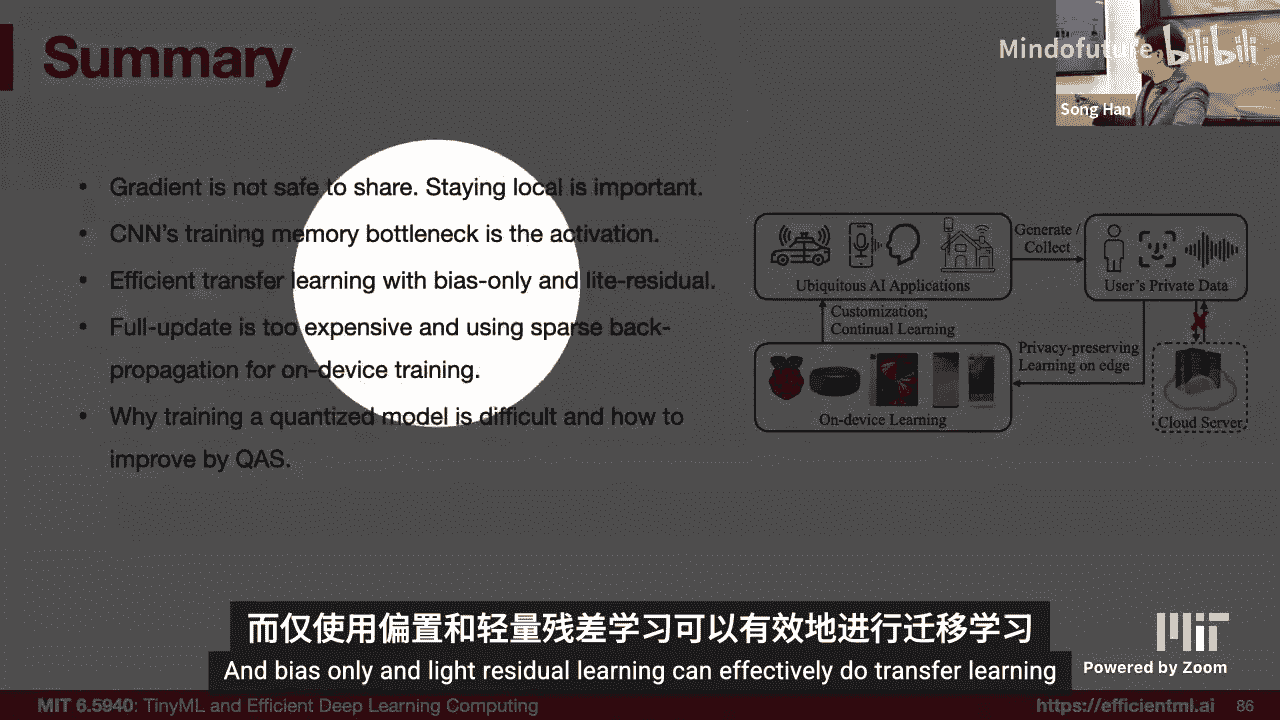 Summary
Mindofuture
bilibili
Song Han
• Gradient is not safe to share. Staying local is important.
• CNN's training memory bottleneck is the activation.
• Efficient transfer learning with bias-only and lite-residual.
• Full-update is too expensive and using sparse back-
propagation for on-device training.
• Why training a quantized model is difficult and how to
improve by QAS.
Ubiquitous AI Applications
Generate /
Collect
User's Private Data
Customization;
Continual Learning
Privacy-preserving
Learning on edge
On-device Learning
Cloud Server
而仅使用偏置和轻量残差学习可以有效地进行迁移学习
And bias only and light residual learning can effectively do transfer learning
MIT
Powered by Zoom
MIT 6.5940: TinyML and Efficient Deep Learning Computing
https://efficientml.ai
86